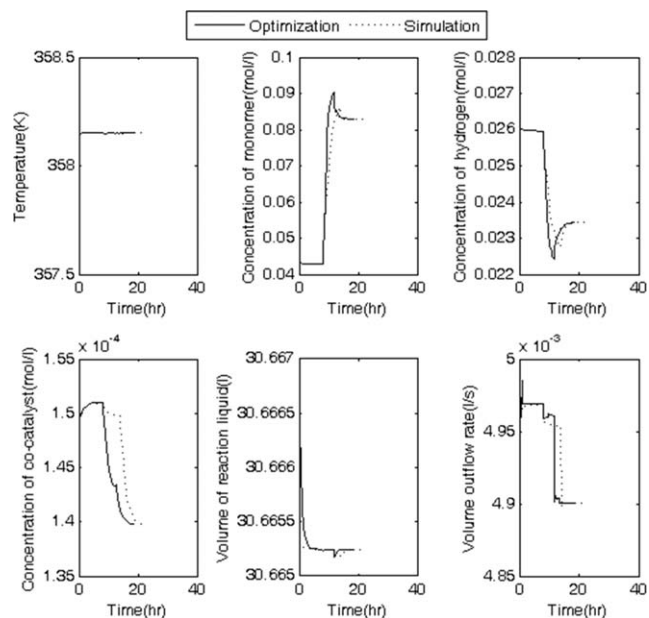 Optimization Simulation
358.5
358
357.5
Temperature(K)
0 20 40
Time(hr)
0.1
0.09
0.08
0.07
0.06
0.05
0.04
Concentration of monomer(mol/l)
0 20 40
Time(hr)
0.028
0.027
0.026
0.025
0.024
0.023
0.022
Concentration of hydrogen(mol/l)
0 20 40
Time(hr)
x 10⁻⁴
1.55
1.5
1.45
1.4
1.35
Concentration of co-catalyst(mol/l)
0 20 40
Time(hr)
30.667
30.6665
30.666
30.6655
30.665
Volume of reaction liquid(l)
0 20 40
Time(hr)
x 10⁻³
5
4.95
4.9
4.85
Volume outflow rate(l/s)
0 20 40
Time(hr)